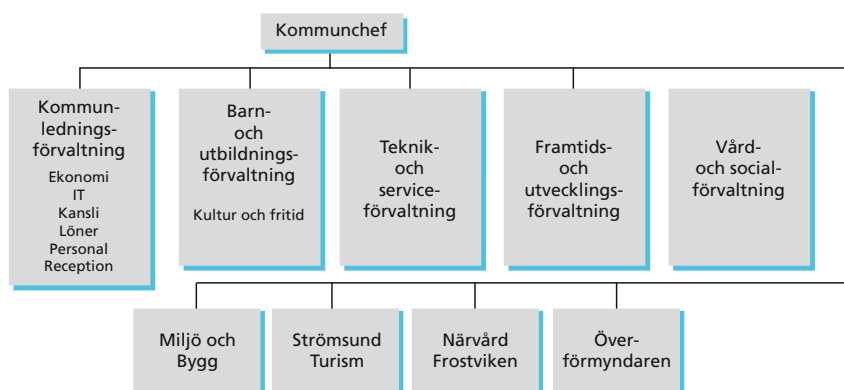 Kommunchef
Kommun-
lednings-
förvaltning
Ekonomi
IT
Kansli
Löner
Personal
Reception
Barn-
och
utbildnings-
förvaltning
Kultur och fritid
Teknik-
och
service-
förvaltning
Framtids-
och
utvecklings-
förvaltning
Vård-
och social-
förvaltning
Miljö och
Bygg
Strömsund
Turism
Närvård
Frostviken
Över-
förmyndaren